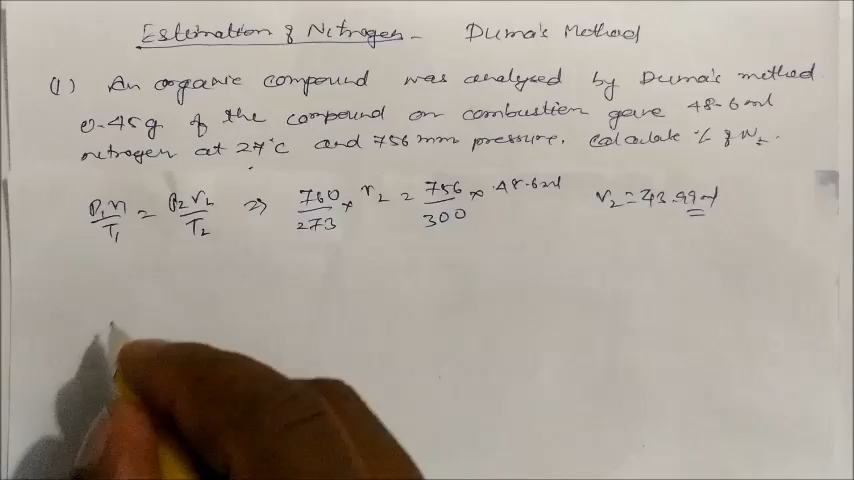 Estimation of Nitrogen - Duma's Method
(1) An organic compound was analysed by Duma's method.
0.45g of the compound on combustion gave 48.6 ml
nitrogen at 27°C and 756 mm pressure. Calculate % of N₂.
P₁V₁/T₁ = P₂V₂/T₂ ⇒ 760/273 × V₂ = 756/300 × 48.6 ml V₂ = 43.99 ml